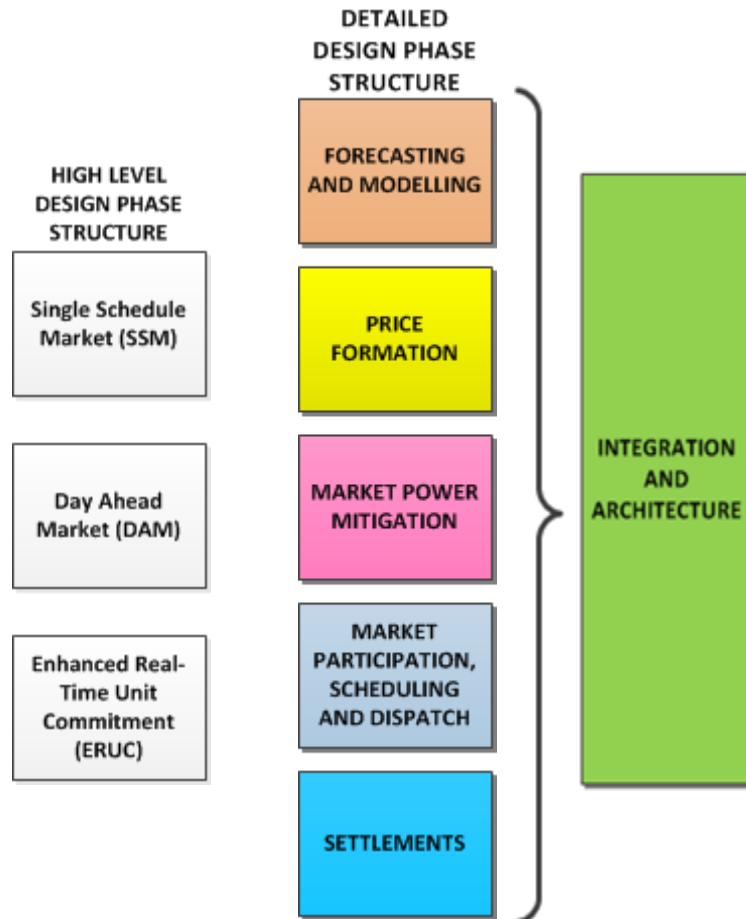 HIGH LEVEL
DESIGN PHASE
STRUCTURE
Single Schedule
Market (SSM)
Day Ahead
Market (DAM)
Enhanced Real-
Time Unit
Commitment
(ERUC)
DETAILED
DESIGN PHASE
STRUCTURE
FORECASTING
AND MODELLING
PRICE
FORMATION
MARKET POWER
MITIGATION
MARKET
PARTICIPATION,
SCHEDULING
AND DISPATCH
SETTLEMENTS
INTEGRATION
AND
ARCHITECTURE